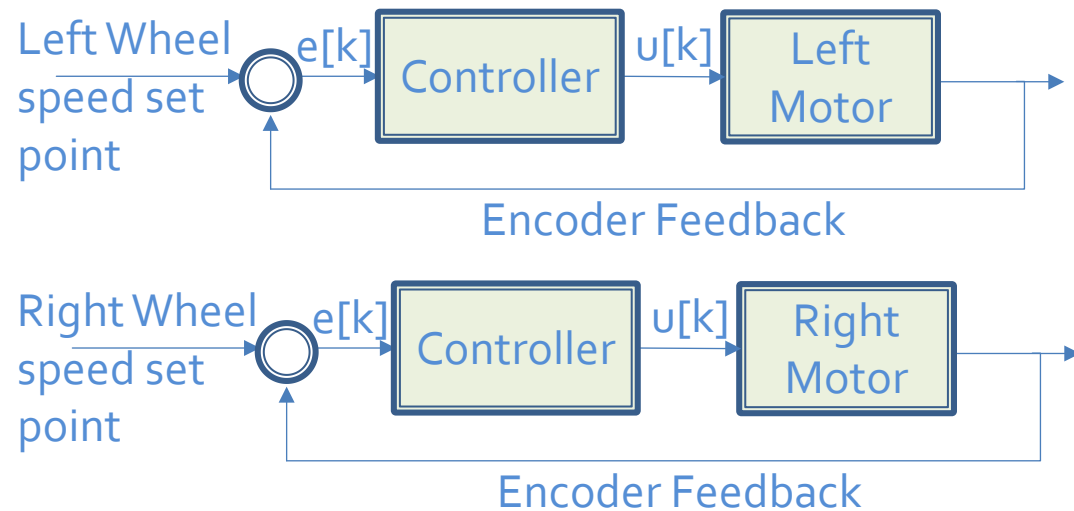 Left Wheel
speed set
point
e[k]
Controller
u[k]
Left
Motor
Encoder Feedback
Right Wheel
speed set
point
e[k]
Controller
u[k]
Right
Motor
Encoder Feedback